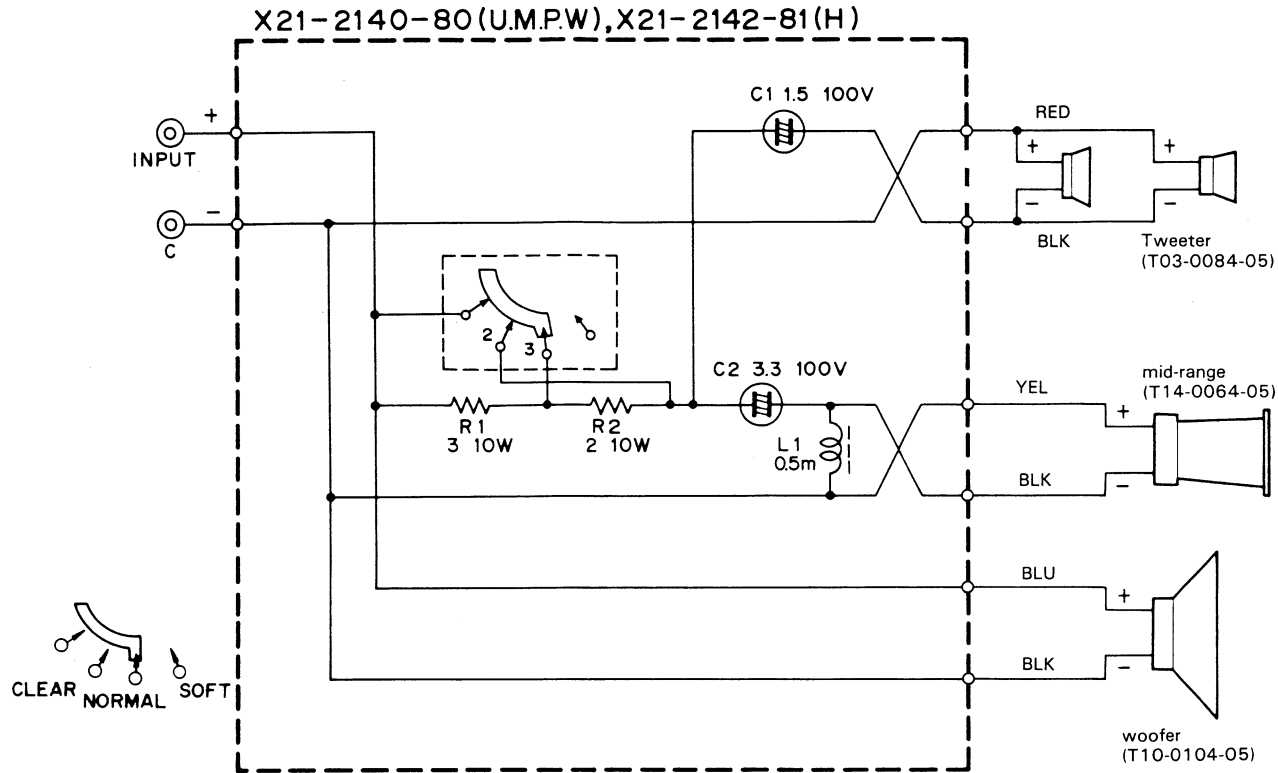 X21-2140-80(U.M.P.W),X21-2142-81(H)
C1 1.5 100V
+
INPUT
-
C
RED
+
-
BLK
+
-
Tweeter
(T03-0084-05)
2
3
C2 3.3 100V
R1
3 10W
R2
2 10W
L1
0.5m
YEL
+
-
BLK
mid-range
(T14-0064-05)
BLU
+
-
BLK
woofer
(T10-0104-05)
CLEAR
NORMAL
SOFT